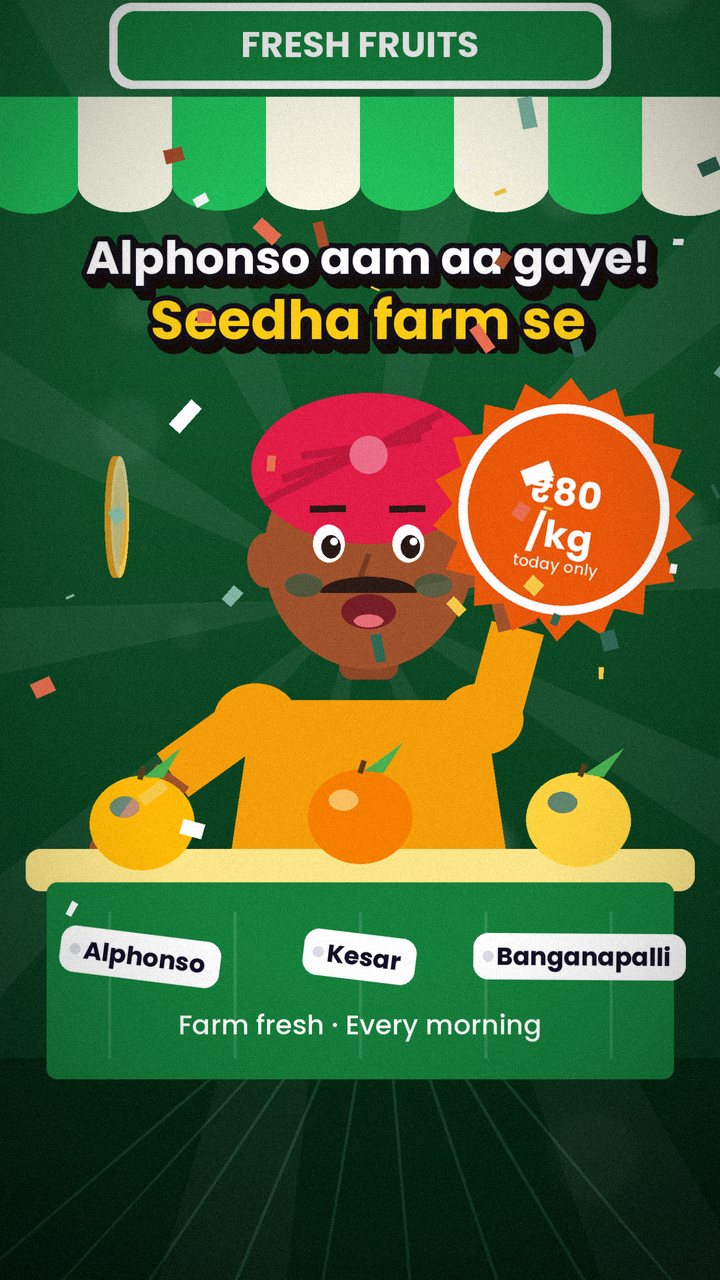 FRESH FRUITS
Alphonso aam aa gaye!
Seedha farm se
₹80
/kg
today only
Alphonso
Kesar
Banganapalli
Farm fresh · Every morning